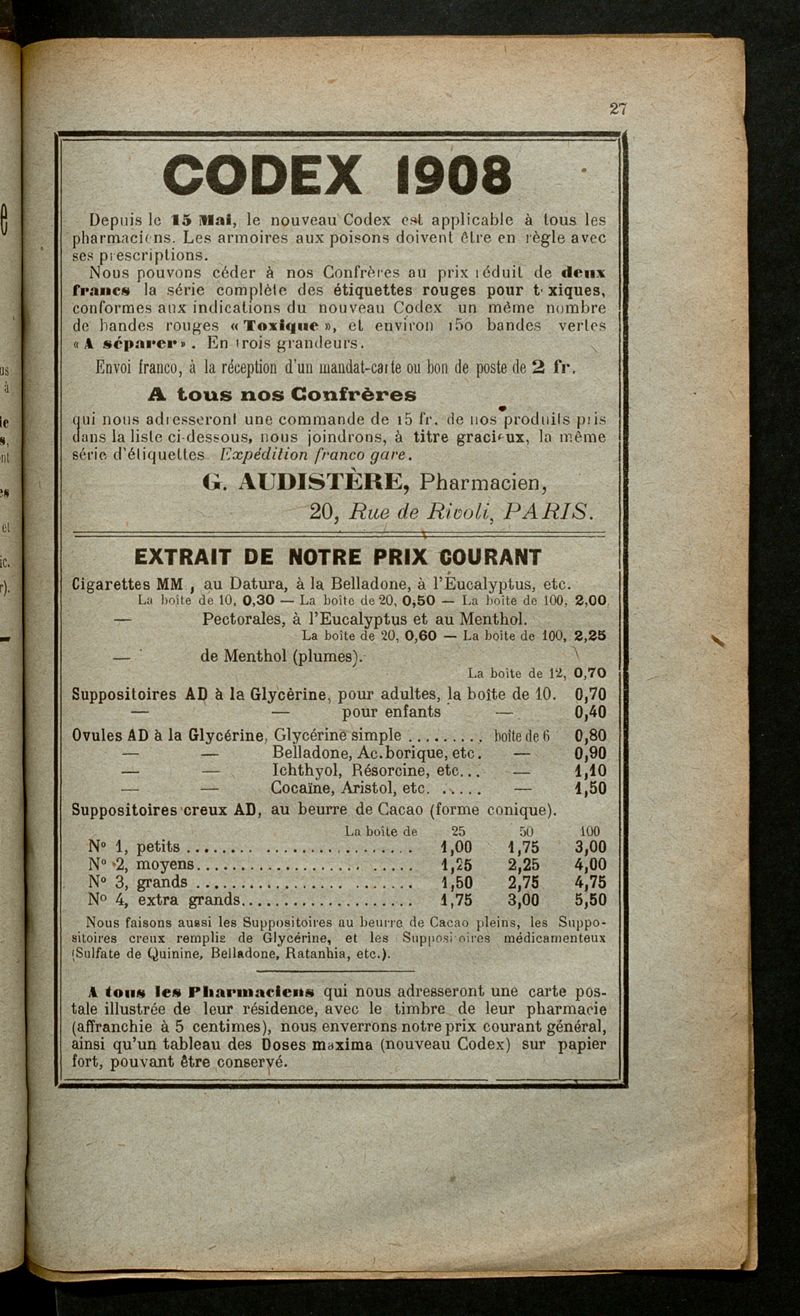 27
CODEX 1908
Depuis le 15 Mai, le nouveau Codex est applicable à tous les
pharmaciens. Les armoires aux poisons doivent être en règle avec
ses prescriptions.
Nous pouvons céder à nos Confrères au prix réduit de deux
francs la série complète des étiquettes rouges pour toxiques,
conformes aux indications du nouveau Codex un même nombre
de bandes rouges « Toxique », et environ 150 bandes vertes
« A séparer ». En trois grandeurs.
Envoi franco, à la réception d'un mandat-carte ou bon de poste de 2 fr.
A tous nos Confrères
qui nous adresseront une commande de 15 fr. de nos produits pris
dans la liste ci-dessous, nous joindrons, à titre gracieux, la même
série d'étiquettes Expédition franco gare.
G. AUDISTÈRE, Pharmacien,
20, Rue de Rivoli, PARIS.
EXTRAIT DE NOTRE PRIX COURANT
Cigarettes MM, au Datura, à la Belladone, à l'Eucalyptus, etc.
La boîte de 10, 0,30 — La boîte de 20, 0,50 — La boîte de 100, 2,00
— Pectorales, à l'Eucalyptus et au Menthol.
La boîte de 20, 0,60 — La boîte de 100, 2,25
— de Menthol (plumes).
La boîte de 12, 0,70
Suppositoires AD à la Glycérine, pour adultes, la boîte de 10. 0,70
— — pour enfants — 0,40
Ovules AD à la Glycérine, Glycérine simple ......... boîte de 6 0,80
— — Belladone, Ac. borique, etc. — 0,90
— — Ichthyol, Résorcine, etc... — 1,10
— — Cocaïne, Aristol, etc. ...... — 1,50
Suppositoires creux AD, au beurre de Cacao (forme conique).
La boîte de 25 50 100
N° 1, petits ........................ 1,00 1,75 3,00
N° 2, moyens........................ 1,25 2,25 4,00
N° 3, grands ........................ 1,50 2,75 4,75
N° 4, extra grands.................... 1,75 3,00 5,50
Nous faisons aussi les Suppositoires au beurre de Cacao pleins, les Suppo-
sitoires creux remplis de Glycérine, et les Suppositoires médicamenteux
(Sulfate de Quinine, Belladone, Ratanhia, etc.).
A tous les Pharmaciens qui nous adresseront une carte pos-
tale illustrée de leur résidence, avec le timbre de leur pharmacie
(affranchie à 5 centimes), nous enverrons notre prix courant général,
ainsi qu'un tableau des Doses maxima (nouveau Codex) sur papier
fort, pouvant être conservé.